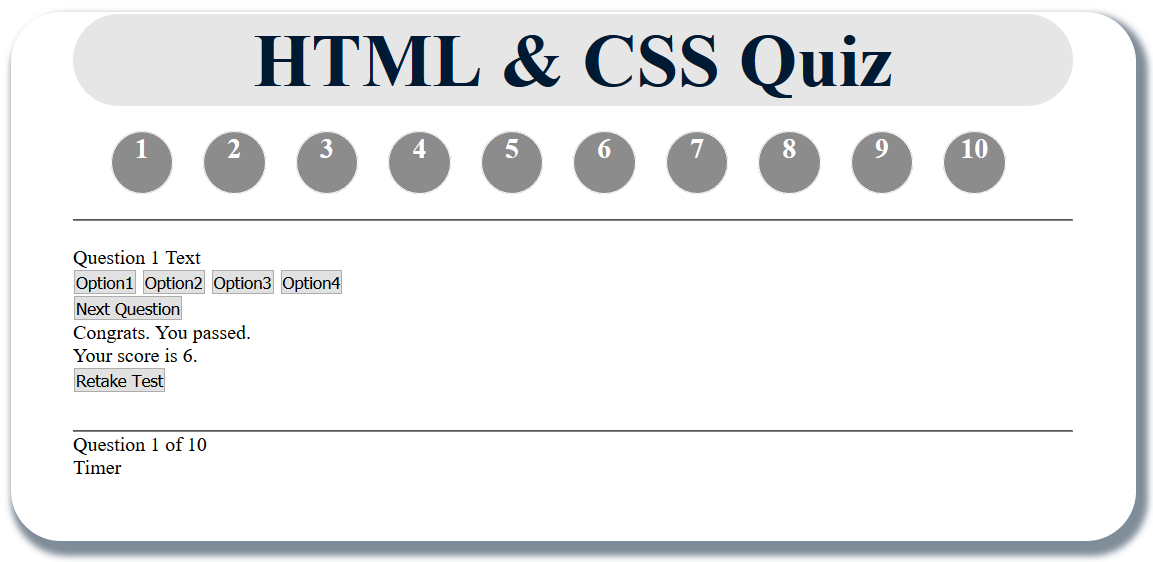 HTML & CSS Quiz
1 2 3 4 5 6 7 8 9 10
Question 1 Text
Option1 Option2 Option3 Option4
Next Question
Congrats. You passed.
Your score is 6.
Retake Test
Question 1 of 10
Timer